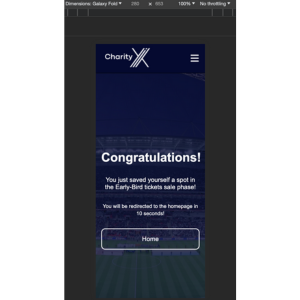 Dimensions: Galaxy Fold 280 x 653 150% No throttling
Charity X
Congratulations!
You just saved yourself a spot in
the Early-Bird tickets sale phase!
You will be redirected to the homepage in
10 seconds!
Home